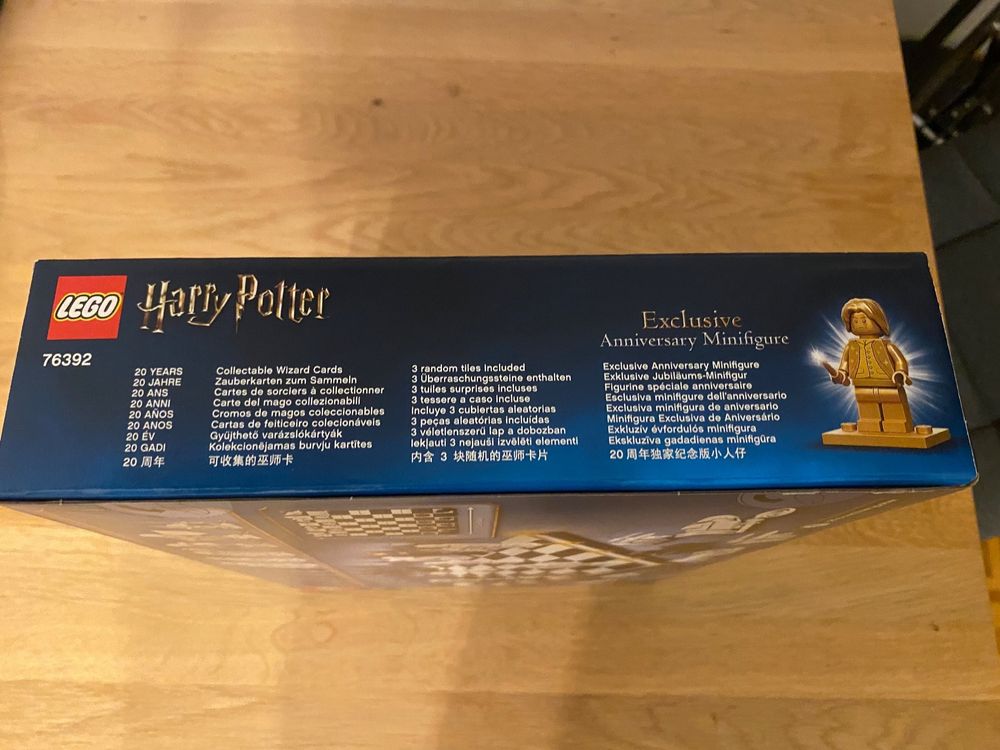 LEGO
Harry Potter
76392
20 YEARS
20 JAHRE
20 ANS
20 ANNI
20 AÑOS
20 ANOS
20 ÉV
20 GADI
20 周年
Collectable Wizard Cards
Zauberkarten zum Sammeln
Cartes de sorciers à collectionner
Carte del mago collezionabili
Cromos de magos coleccionables
Cartas de feiticeiro colecionáveis
Gyűjthető varázslókártyák
Kolekcionējamas burvju kartītes
可收集的巫师卡
3 random tiles included
3 Überraschungssteine enthalten
3 tuiles surprises incluses
3 tessere a caso incluse
Incluye 3 cubiertas aleatorias
3 peças aleatórias incluídas
3 véletlenszerű lap a dobozban
Iekļauti 3 nejauši izvēlēti elementi
内含 3 块随机的巫师卡片
Exclusive
Anniversary Minifigure
Exclusive Anniversary Minifigure
Exklusive Jubiläums-Minifigur
Figurine spéciale anniversaire
Esclusiva minifigure dell'anniversario
Exclusiva minifigura de aniversario
Minifigura Exclusiva de Aniversário
Exkluzív évfordulós minifigura
Ekskluzīva gadadienas minifigūra
20 周年独家纪念版小人仔